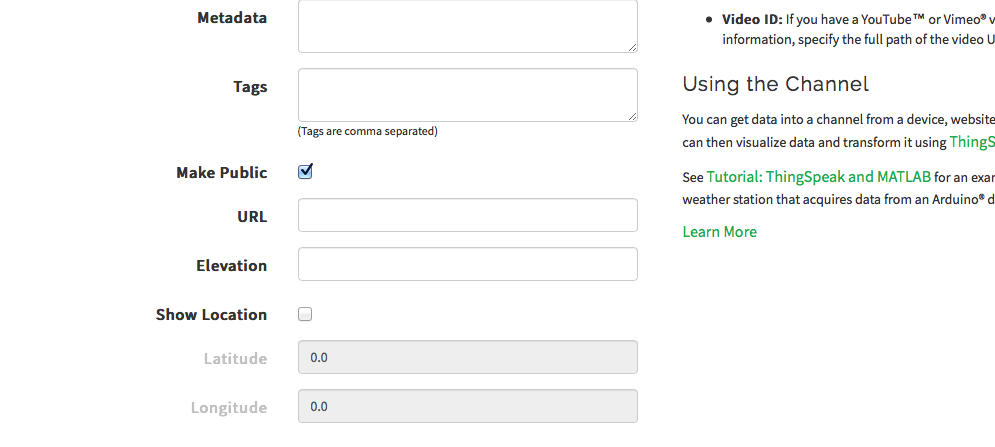 Metadata
Tags
(Tags are comma separated)
Make Public
URL
Elevation
Show Location
Latitude
0.0
Longitude
0.0
• Video ID: If you have a YouTube™ or Vimeo® v
information, specify the full path of the video U
Using the Channel
You can get data into a channel from a device, website
can then visualize data and transform it using ThingS
See Tutorial: ThingSpeak and MATLAB for an exar
weather station that acquires data from an Arduino® d
Learn More